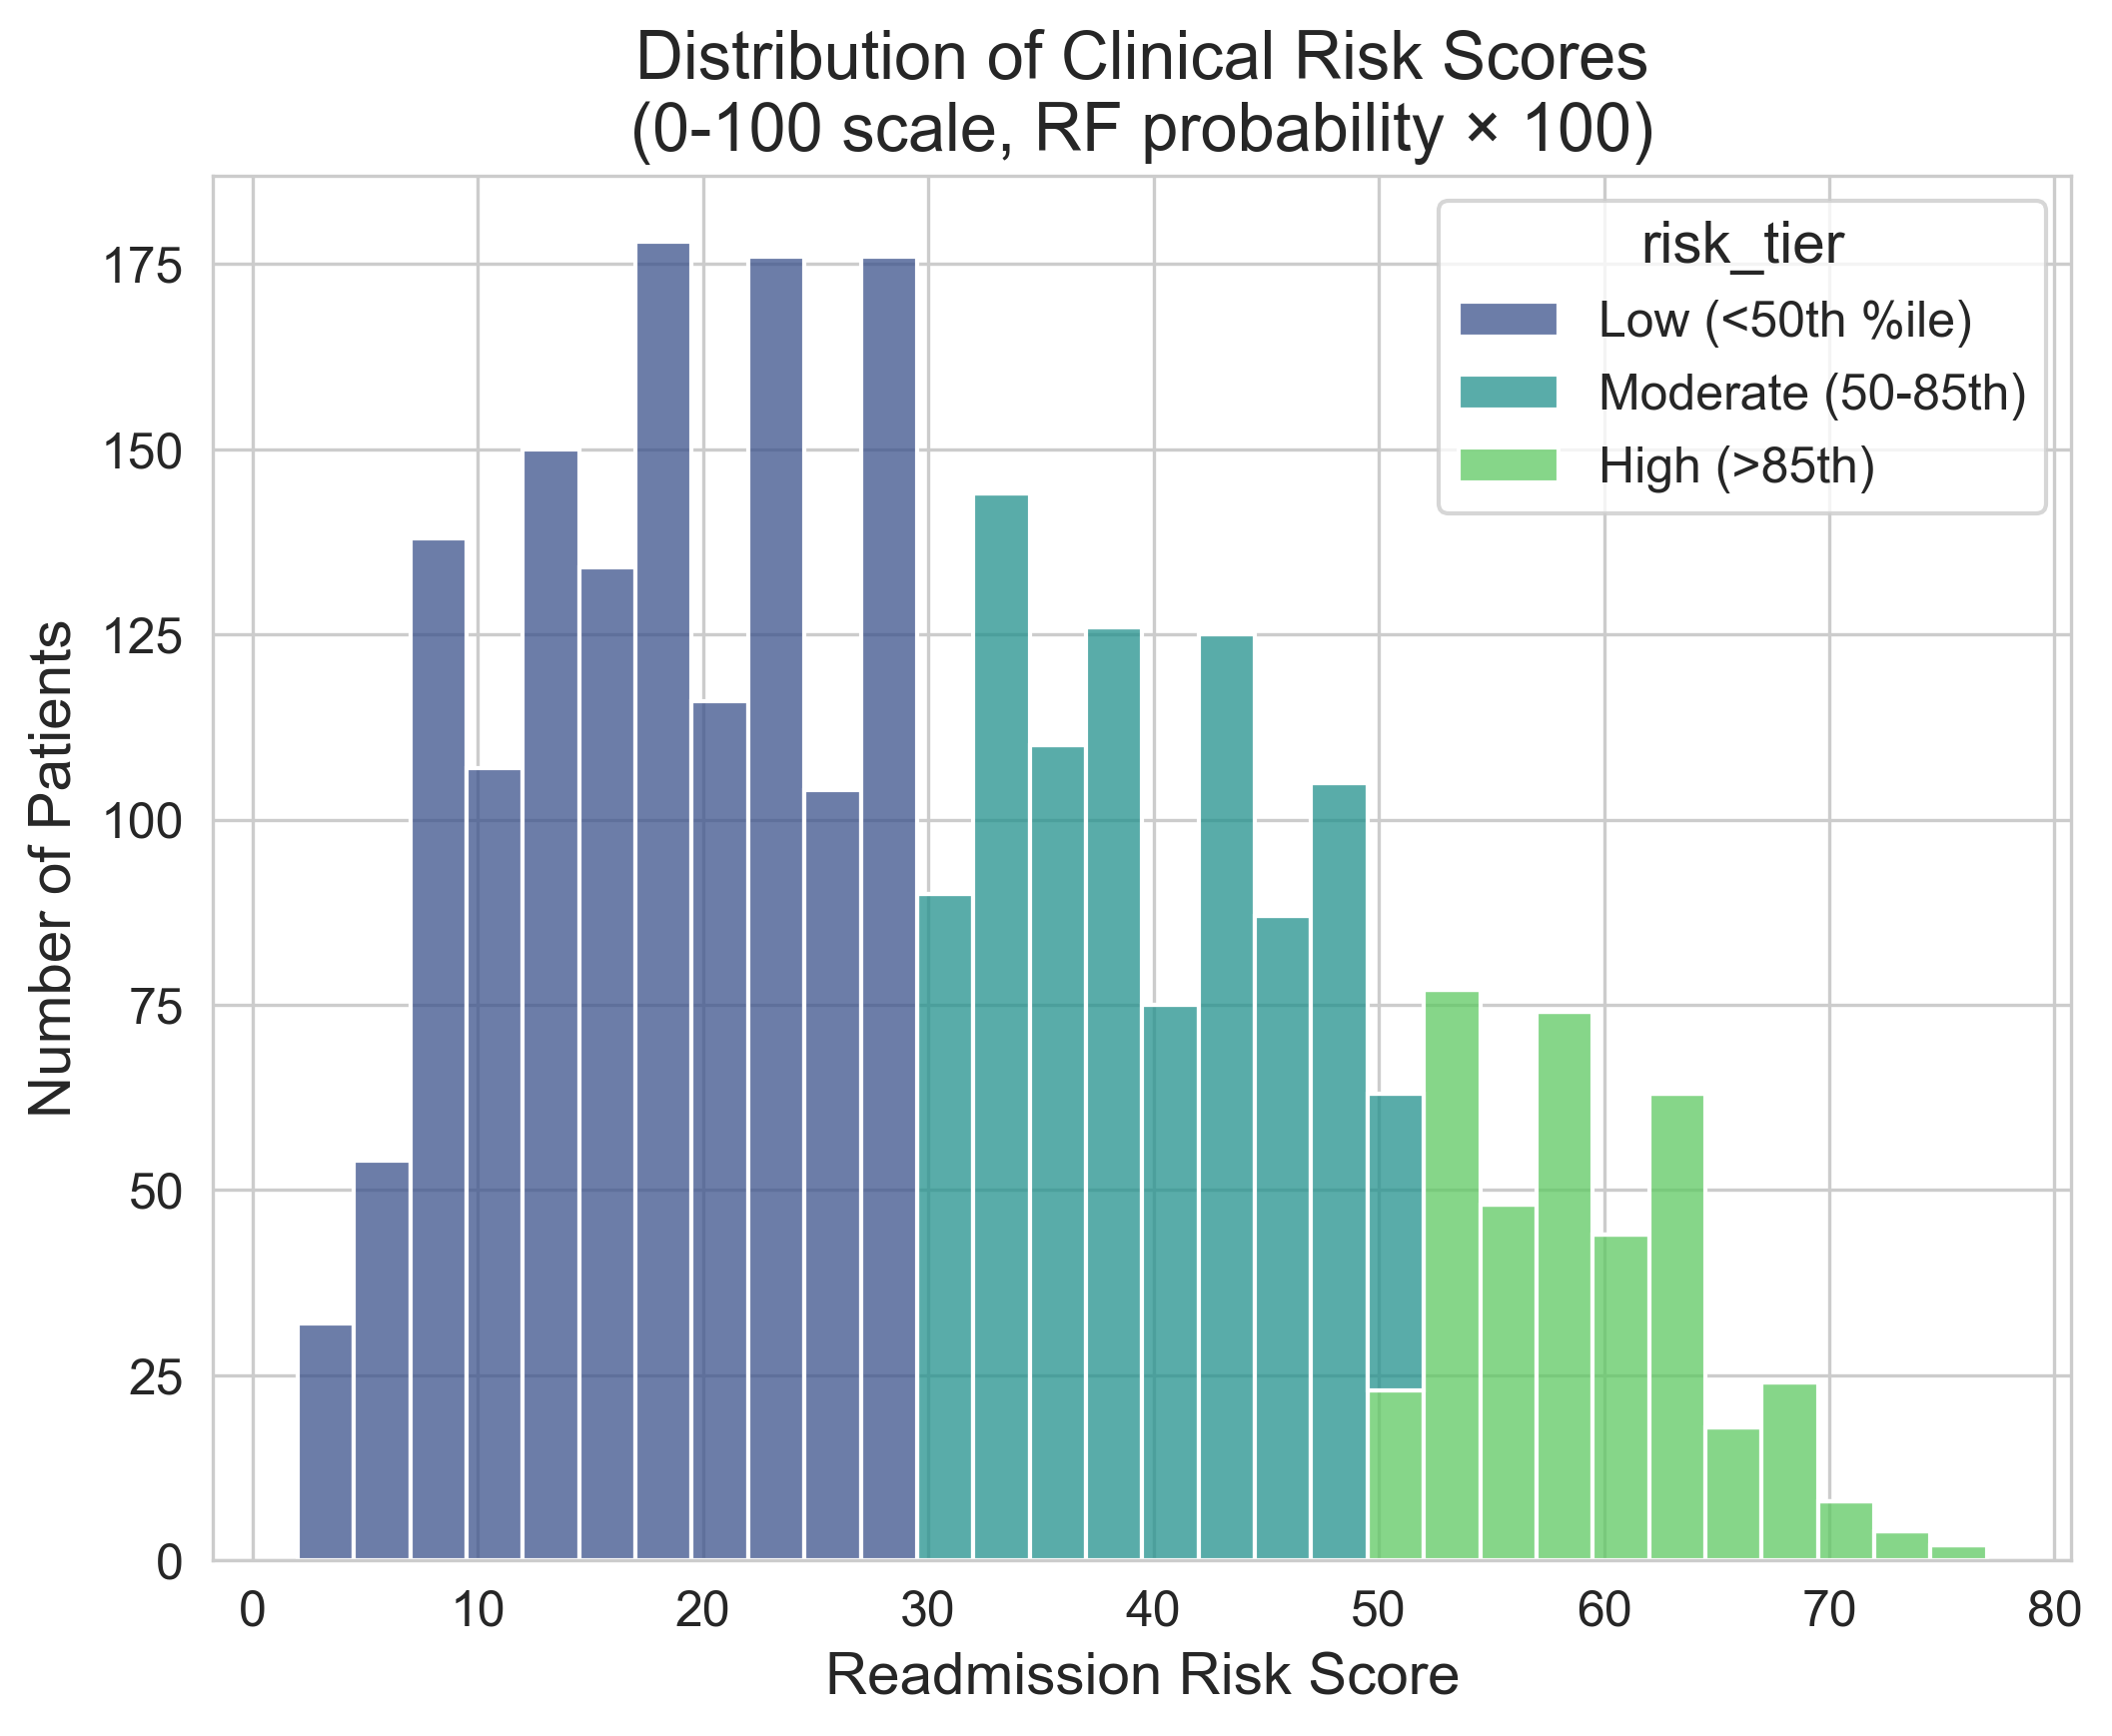 Distribution of Clinical Risk Scores
(0-100 scale, RF probability × 100)
risk_tier
Low (<50th %ile)
Moderate (50-85th)
High (>85th)
175
150
125
100
75
50
25
0
Number of Patients
0 10 20 30 40 50 60 70 80
Readmission Risk Score